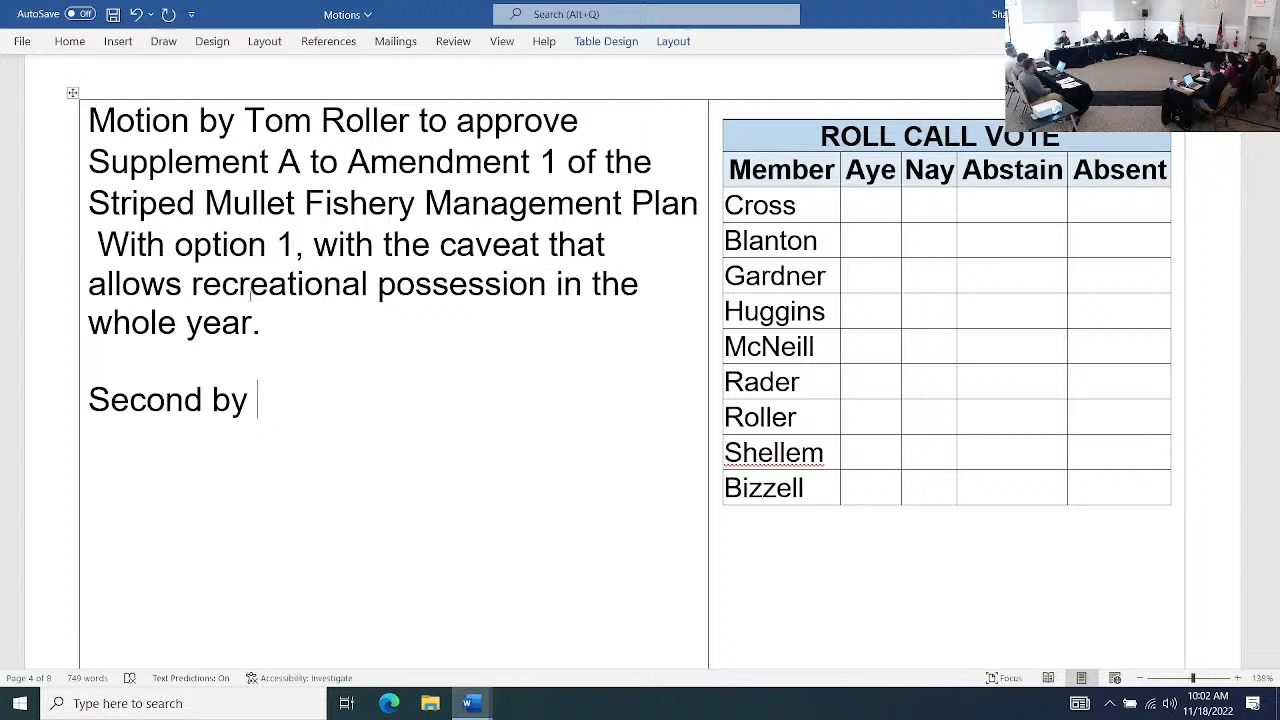 AutoSave Off Motions Search (Alt+Q) Sha
File Home Insert Draw Design Layout References Mailings Review View Help Table Design Layout
Motion by Tom Roller to approve
Supplement A to Amendment 1 of the
Striped Mullet Fishery Management Plan
With option 1, with the caveat that
allows recreational possession in the
whole year.
Second by
ROLL CALL VOTE
Member Aye Nay Abstain Absent
Cross
Blanton
Gardner
Huggins
McNeill
Rader
Roller
Shellem
Bizzell
Page 4 of 8 749 words Text Predictions: On Accessibility: Investigate Focus 138%
Type here to search
10:02 AM
11/18/2022